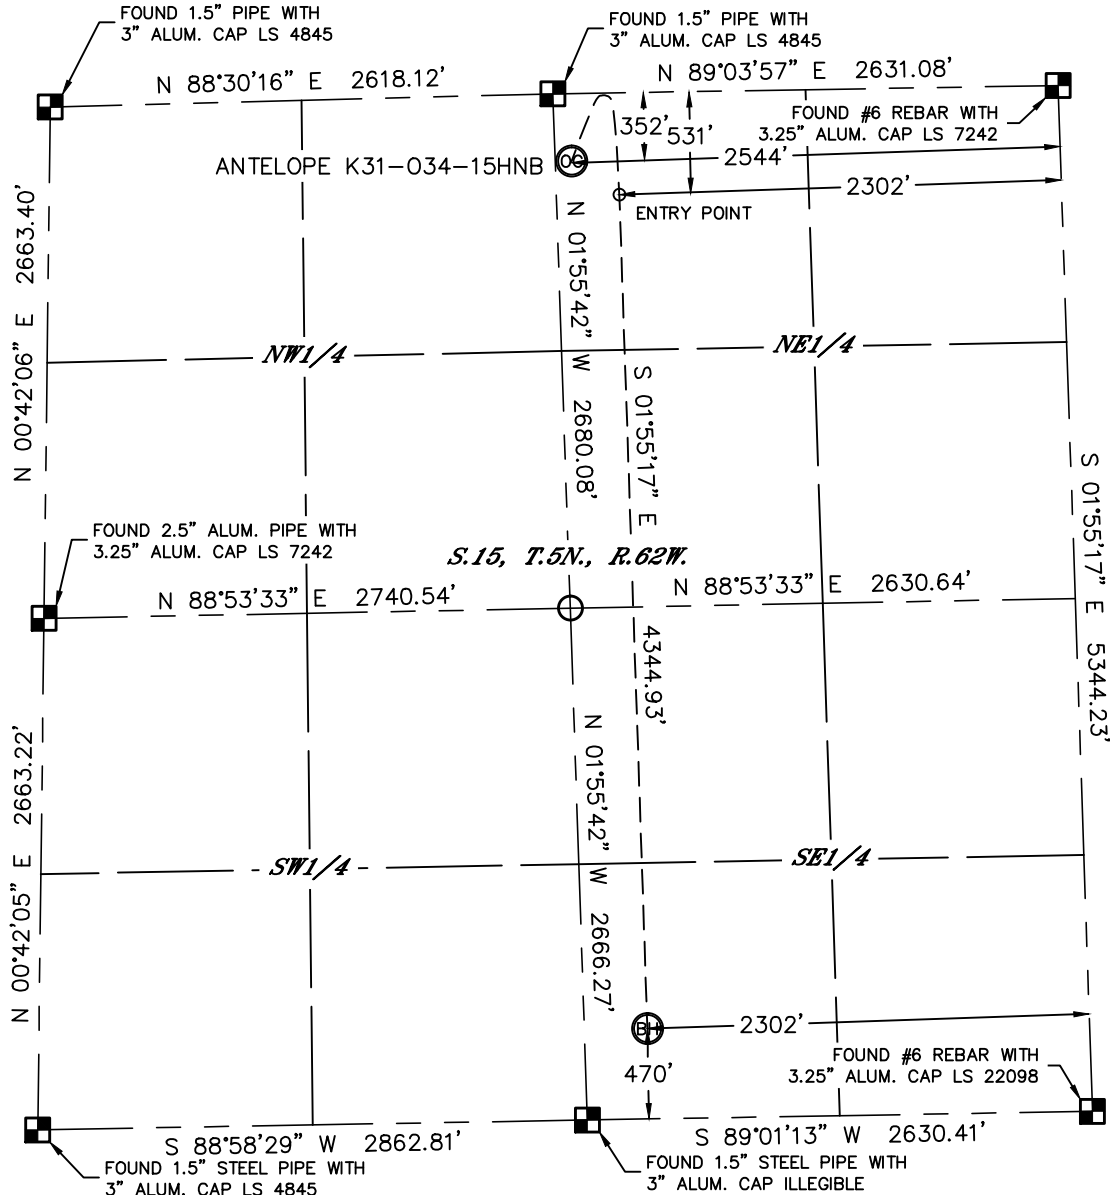 FOUND 1.5" PIPE WITH
3" ALUM. CAP LS 4845
FOUND 1.5" PIPE WITH
3" ALUM. CAP LS 4845
N 88°30'16" E 2618.12'
N 89°03'57" E 2631.08'
FOUND #6 REBAR WITH
3.25" ALUM. CAP LS 7242
352'
531'
ANTELOPE K31-034-15HNB
OG
2544'
2302'
ENTRY POINT
N 00°42'06" E 2663.40'
N 01°55'42" W 2680.08'
NW1/4
NE1/4
S 01°55'17" E 4344.93'
S 01°55'17" E 5344.23'
FOUND 2.5" ALUM. PIPE WITH
3.25" ALUM. CAP LS 7242
S.15, T.5N., R.62W.
N 88°53'33" E 2740.54'
N 88°53'33" E 2630.64'
N 00°42'05" E 2663.22'
N 01°55'42" W 2666.27'
SW1/4
SE1/4
BH
2302'
470'
FOUND #6 REBAR WITH
3.25" ALUM. CAP LS 22098
S 88°58'29" W 2862.81'
S 89°01'13" W 2630.41'
FOUND 1.5" STEEL PIPE WITH
3" ALUM. CAP LS 4845
FOUND 1.5" STEEL PIPE WITH
3" ALUM. CAP ILLEGIBLE